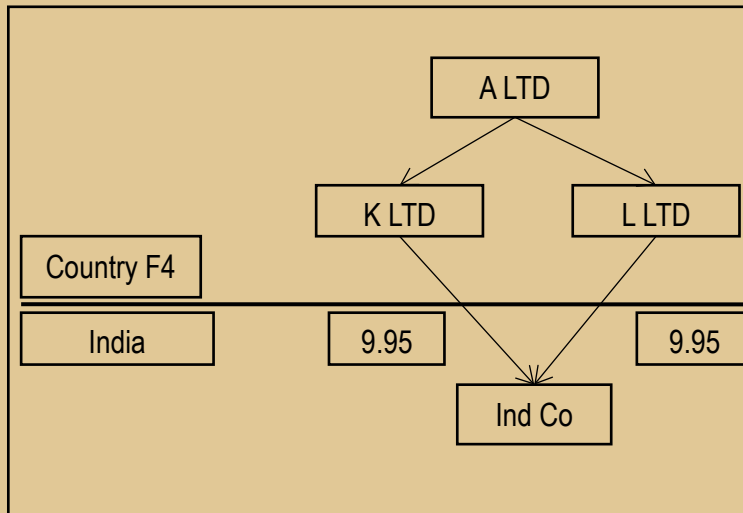 A LTD
K LTD
L LTD
Country F4
India
9.95
9.95
Ind Co